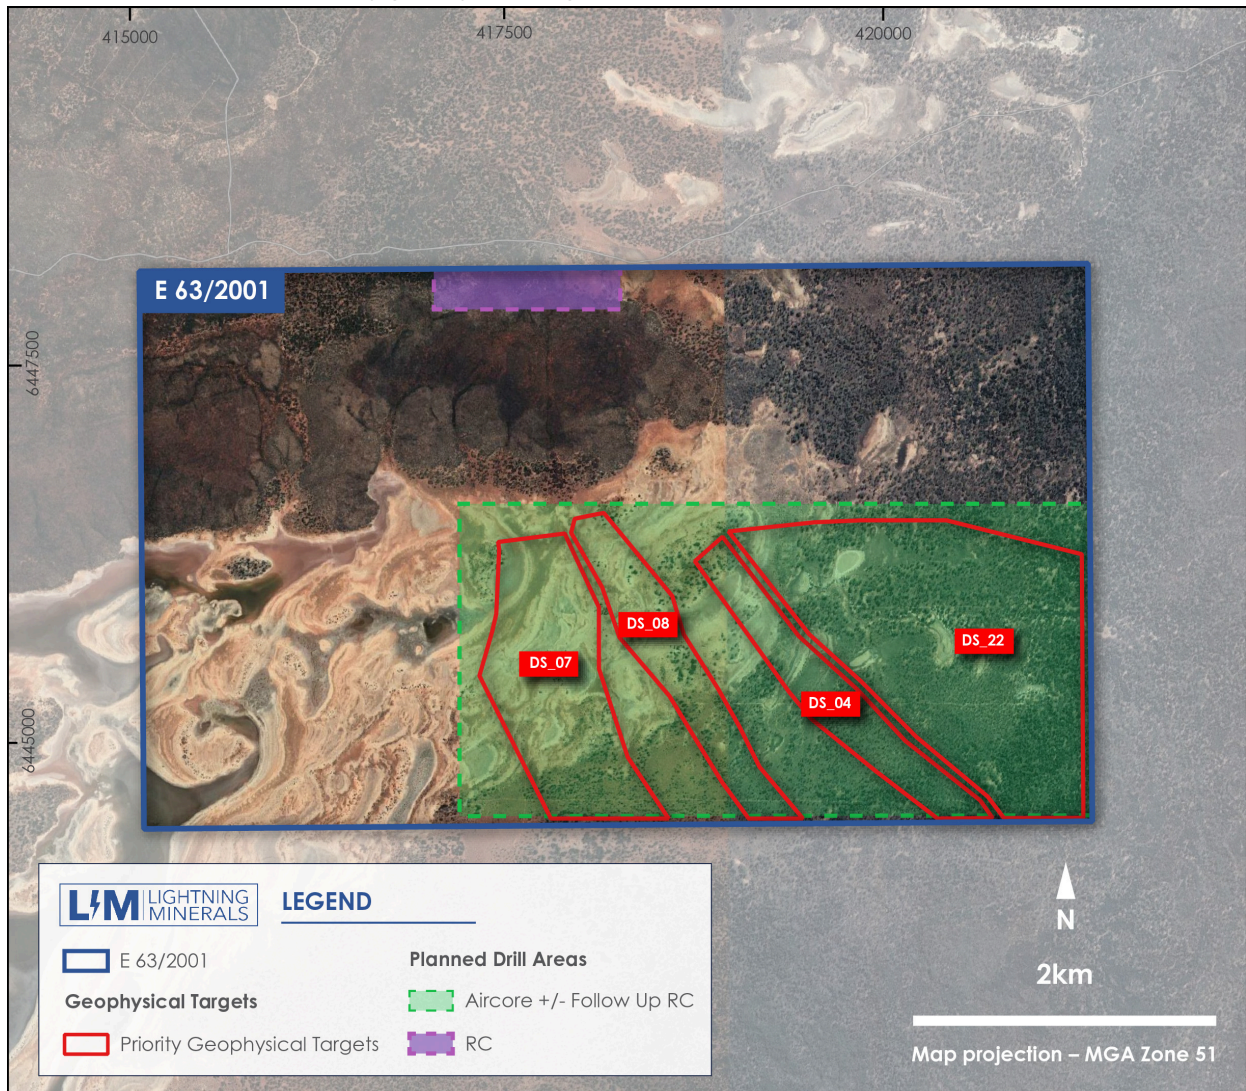 415000
417500
420000
E 63/2001
6447500
DS_08
DS_07
DS_22
DS_04
6445000
LIM LIGHTNING
MINERALS
LEGEND
E 63/2001
Planned Drill Areas
Geophysical Targets
Aircore +/- Follow Up RC
Priority Geophysical Targets
RC
N
2km
Map projection – MGA Zone 51